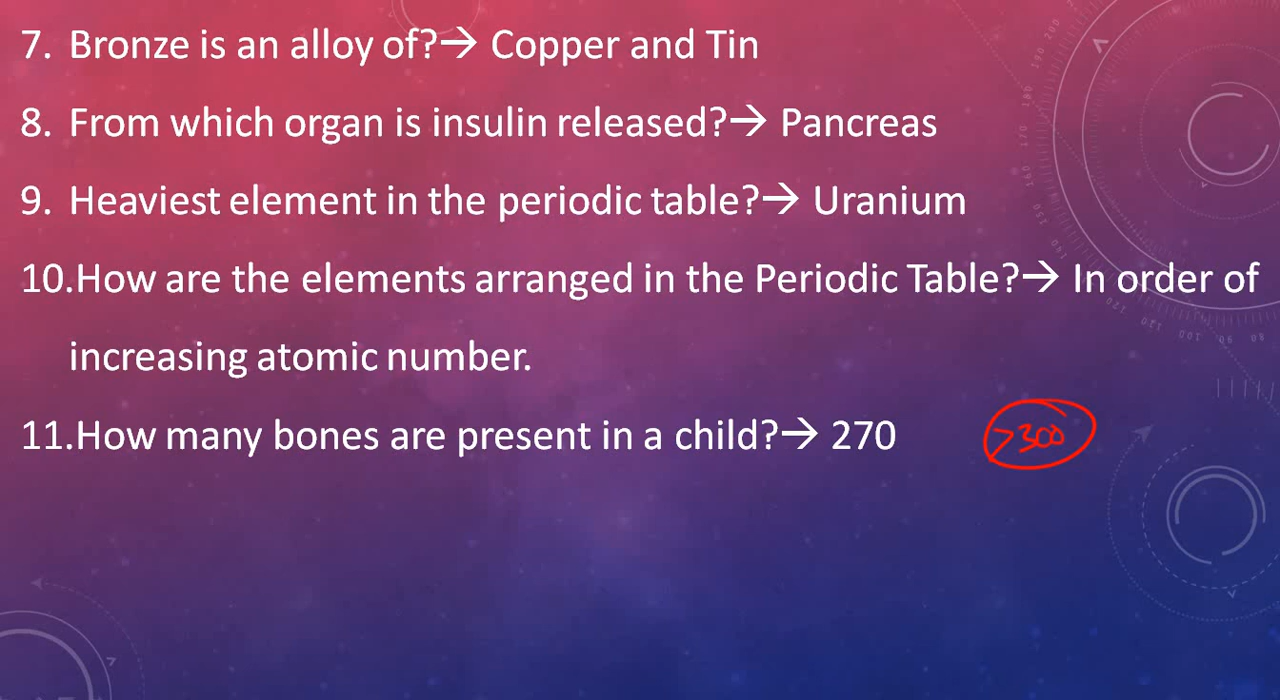 7. Bronze is an alloy of?→ Copper and Tin
8. From which organ is insulin released?→ Pancreas
9. Heaviest element in the periodic table?→ Uranium
10.How are the elements arranged in the Periodic Table?→ In order of
increasing atomic number.
11.How many bones are present in a child?→ 270
>300